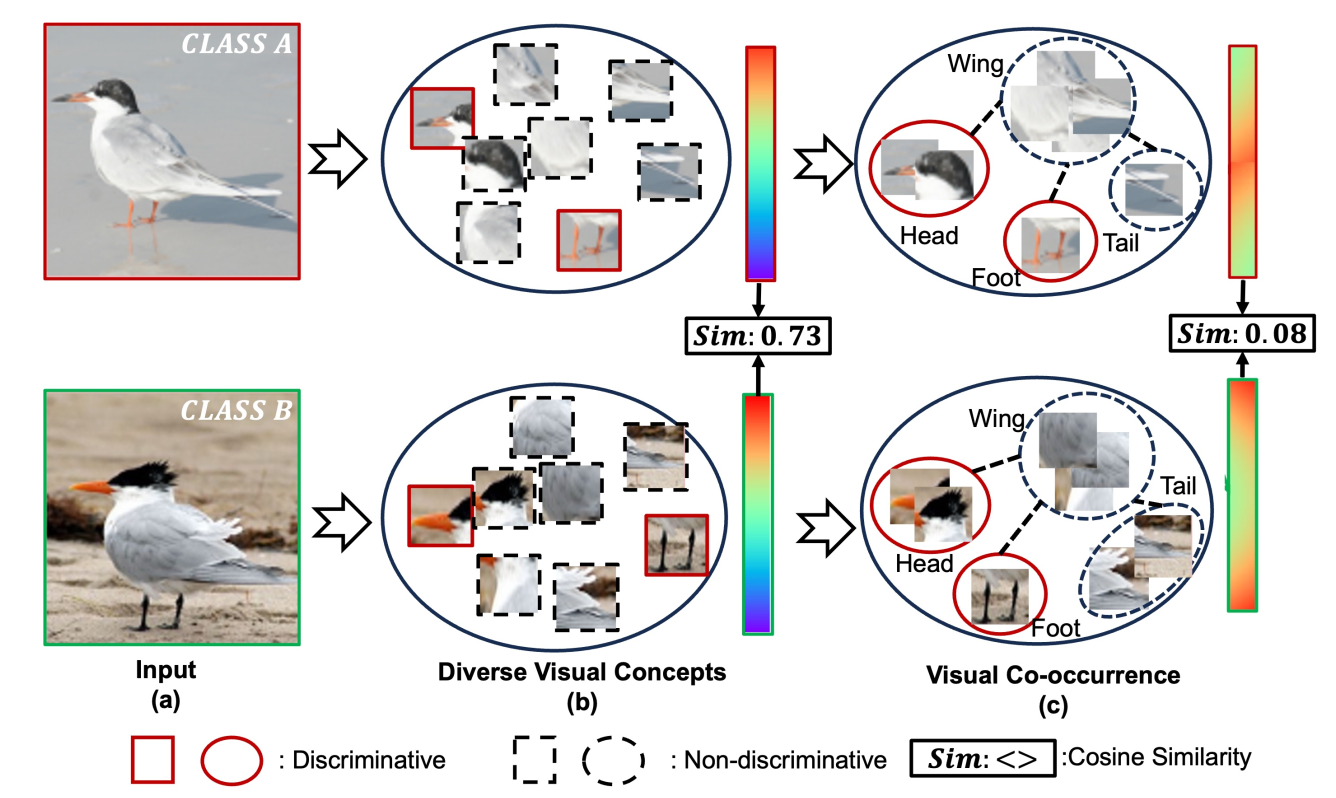 CLASS A
Wing
Head
Tail
Foot
Sim: 0.73
Sim: 0.08
CLASS B
Wing
Tail
Head
Foot
Input
(a)
Diverse Visual Concepts
(b)
Visual Co-occurrence
(c)
: Discriminative
: Non-discriminative
Sim: <> :Cosine Similarity